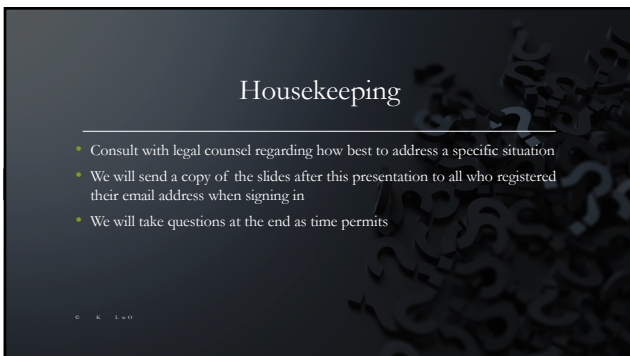 Housekeeping
• Consult with legal counsel regarding how best to address a specific situation
• We will send a copy of the slides after this presentation to all who registered
their email address when signing in
• We will take questions at the end as time permits
©